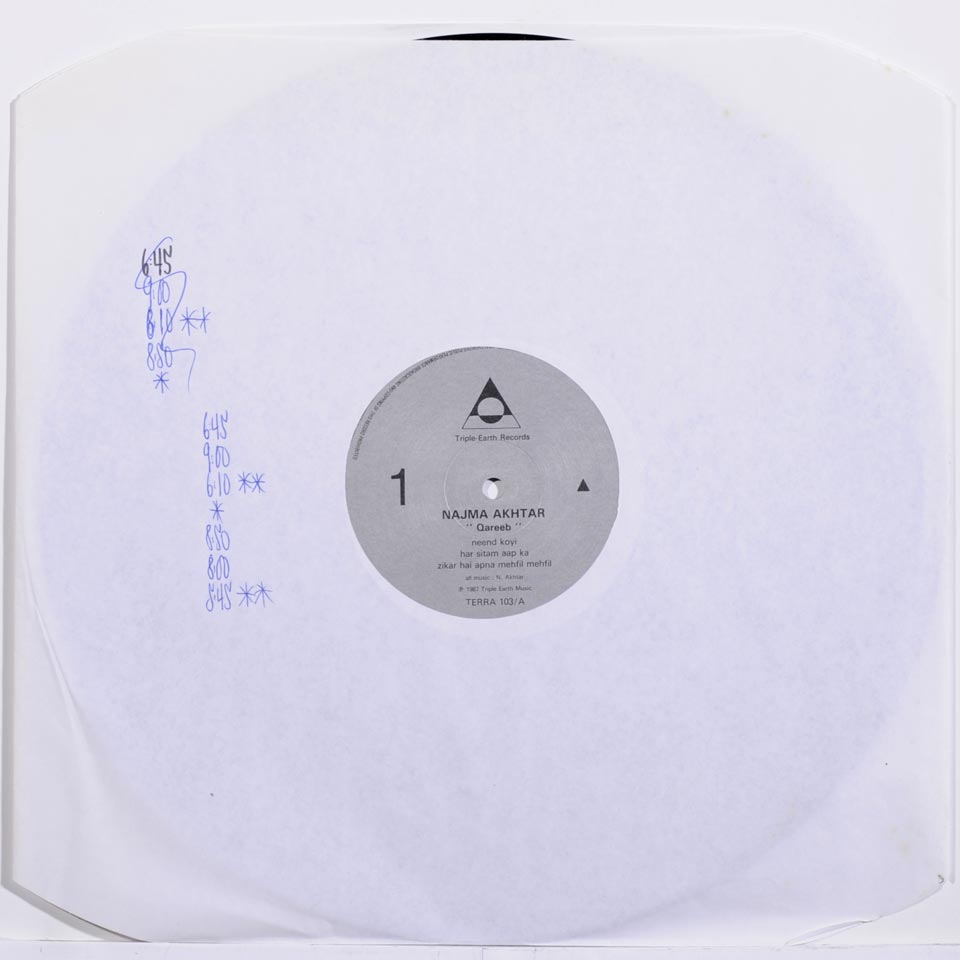 6:45
9:00
8:10 **
8:50
*
6:45
9:00
6:10 **
*
8:50
8:00
5:45 **
Triple-Earth Records
1
NAJMA AKHTAR
“ Qareeb ”
neend koyi
har sitam aap ka
zikar hai apna mehfil mehfil
all music : N. Akhtar
℗ 1987 Triple Earth Music
TERRA 103/A